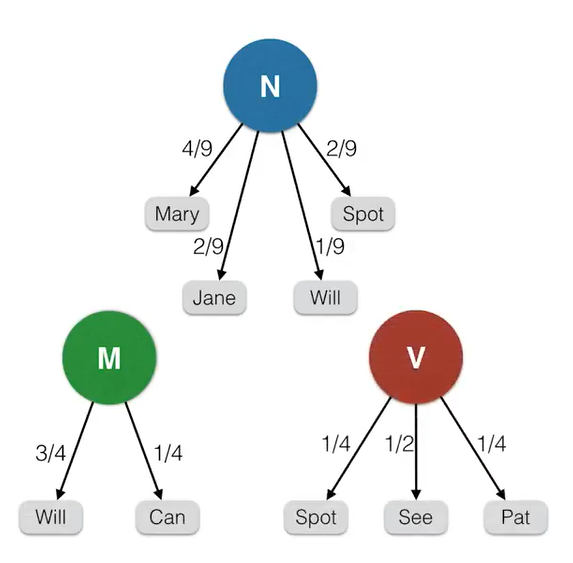 N
4/9 2/9
Mary Spot
2/9 1/9
Jane Will
M V
3/4 1/4 1/4 1/2 1/4
Will Can Spot See Pat